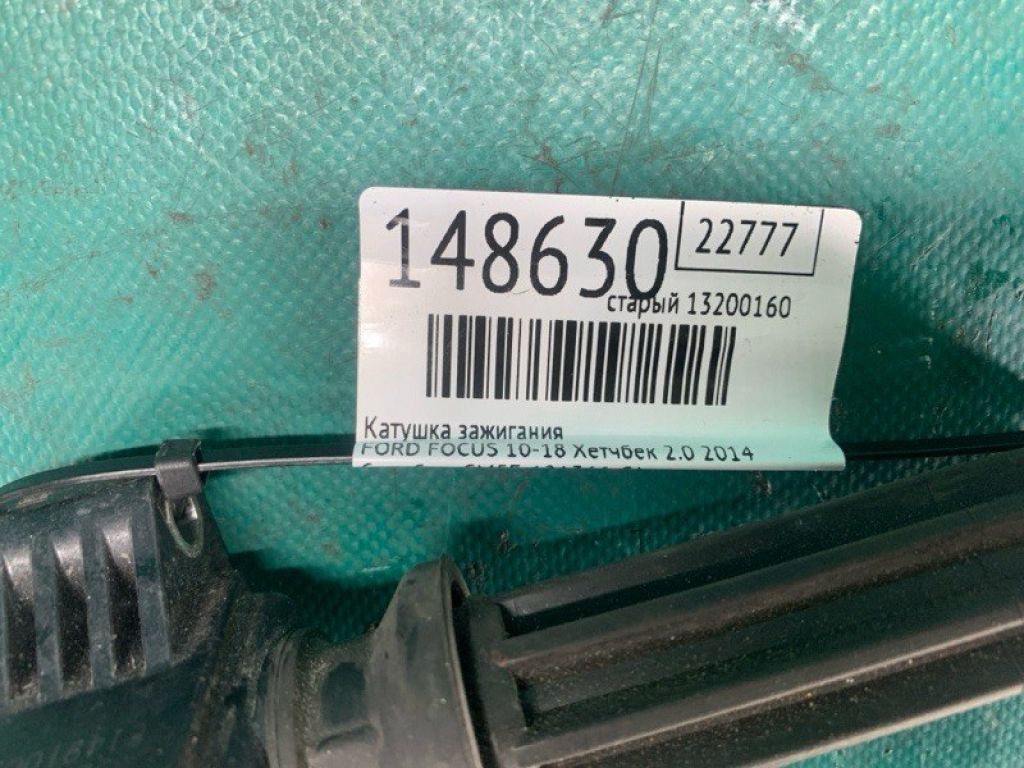 148630
22777
старый 13200160
Катушка зажигания
FORD FOCUS 10-18 Хетчбек 2.0 2014